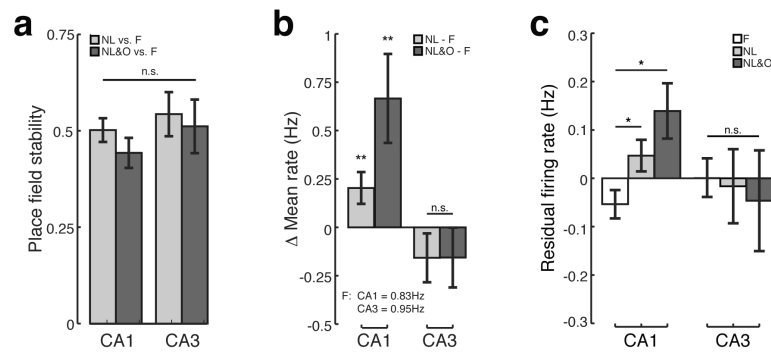 a
NL vs. F
NL&O vs. F
n.s.
0.75
0.5
0.25
0
Place field stability
CA1
CA3
b
NL - F
NL&O - F
**
**
n.s.
1
0.75
0.5
0.25
0
-0.25
-0.5
Δ Mean rate (Hz)
F: CA1 = 0.83Hz
CA3 = 0.95Hz
CA1
CA3
c
F
NL
NL&O
*
*
n.s.
0.3
0.2
0.1
0
-0.1
-0.2
-0.3
Residual firing rate (Hz)
CA1
CA3